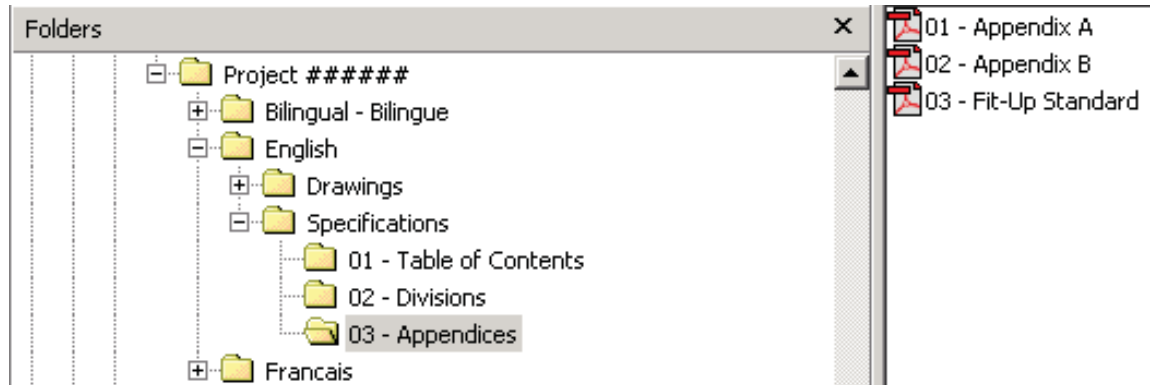 Folders
Project ######
Bilingual - Bilingue
English
Drawings
Specifications
01 - Table of Contents
02 - Divisions
03 - Appendices
Francais
01 - Appendix A
02 - Appendix B
03 - Fit-Up Standard